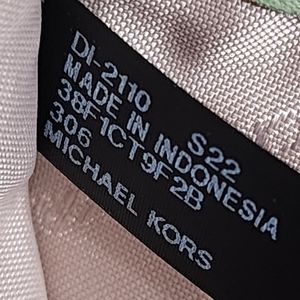 DI-2110 S22
MADE IN INDONESIA
38F1CT9F2B
306
MICHAEL KORS